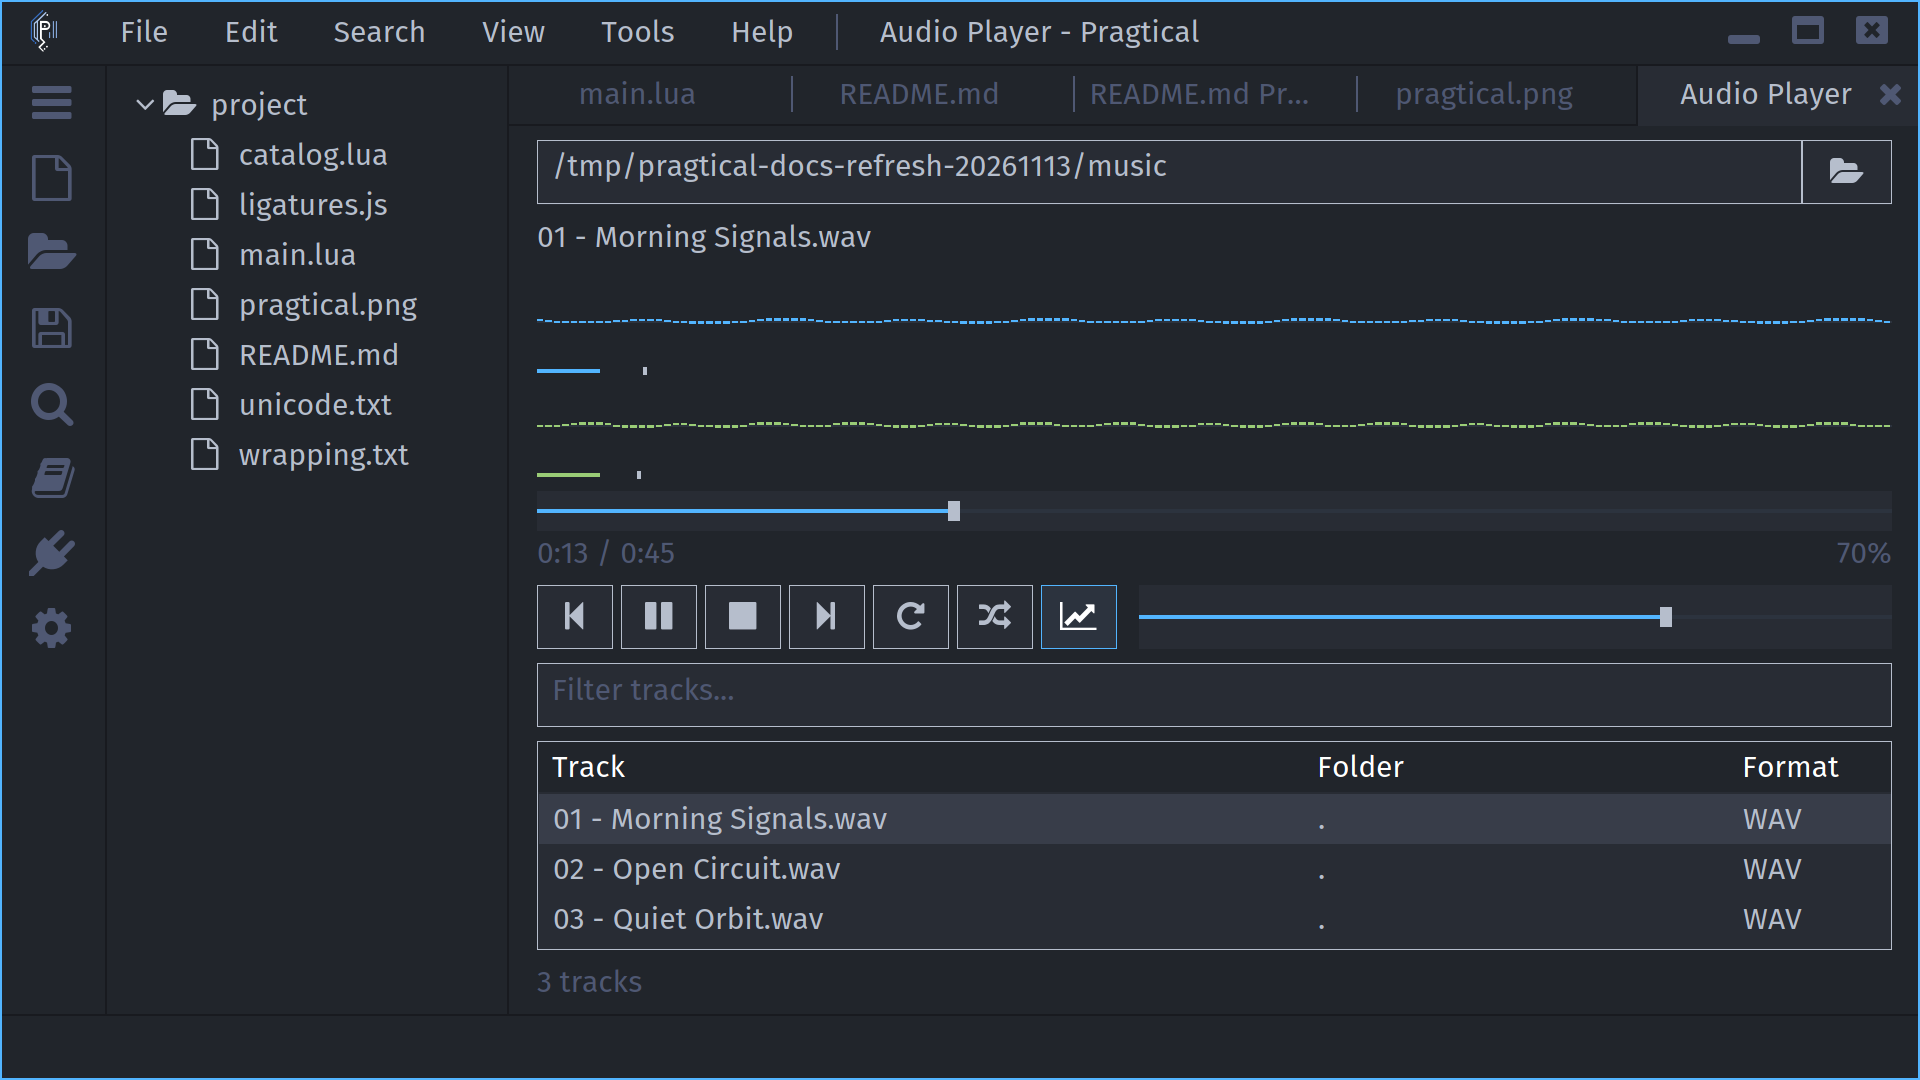 File Edit Search View Tools Help Audio Player - Pragtical
main.lua README.md README.md Pr... pragtical.png Audio Player
project
catalog.lua
ligatures.js
main.lua
pragtical.png
README.md
unicode.txt
wrapping.txt
/tmp/pragtical-docs-refresh-20261113/music
01 - Morning Signals.wav
0:13 / 0:45 70%
Filter tracks...
Track Folder Format
01 - Morning Signals.wav . WAV
02 - Open Circuit.wav . WAV
03 - Quiet Orbit.wav . WAV
3 tracks